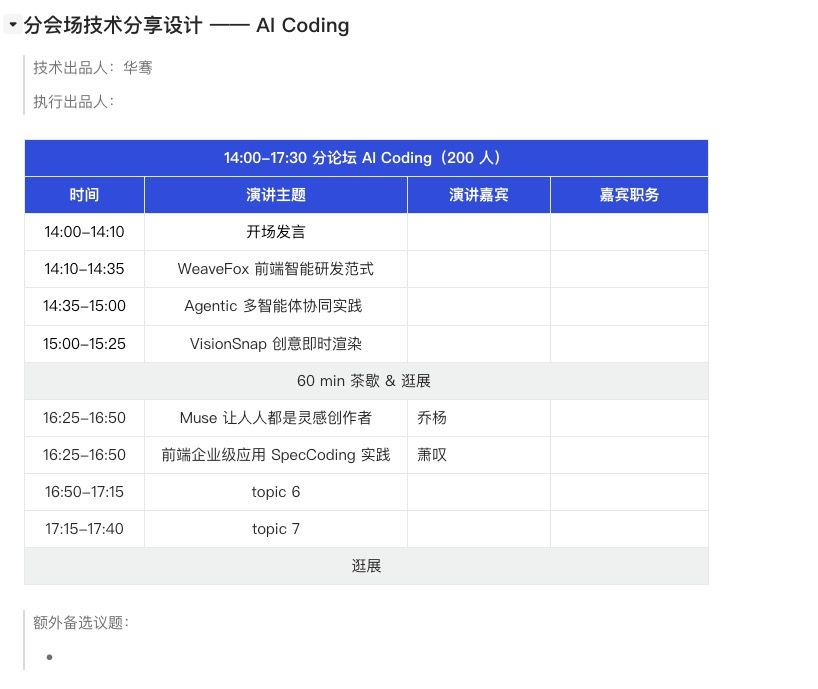 分会场技术分享设计 —— AI Coding
技术出品人：华骞
执行出品人：
14:00-17:30 分论坛 AI Coding（200 人）
时间 演讲主题 演讲嘉宾 嘉宾职务
14:00-14:10 开场发言
14:10-14:35 WeaveFox 前端智能研发范式
14:35-15:00 Agentic 多智能体协同实践
15:00-15:25 VisionSnap 创意即时渲染
60 min 茶歇 & 逛展
16:25-16:50 Muse 让人人都是灵感创作者 乔杨
16:25-16:50 前端企业级应用 SpecCoding 实践 萧叹
16:50-17:15 topic 6
17:15-17:40 topic 7
逛展
额外备选议题：
•